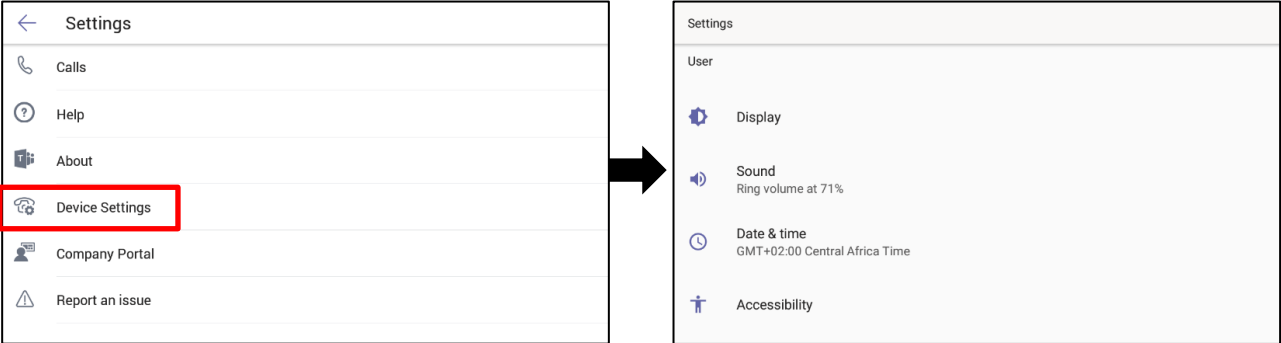 Settings
Calls
Help
About
Device Settings
Company Portal
Report an issue
Settings
User
Display
Sound
Ring volume at 71%
Date & time
GMT+02:00 Central Africa Time
Accessibility